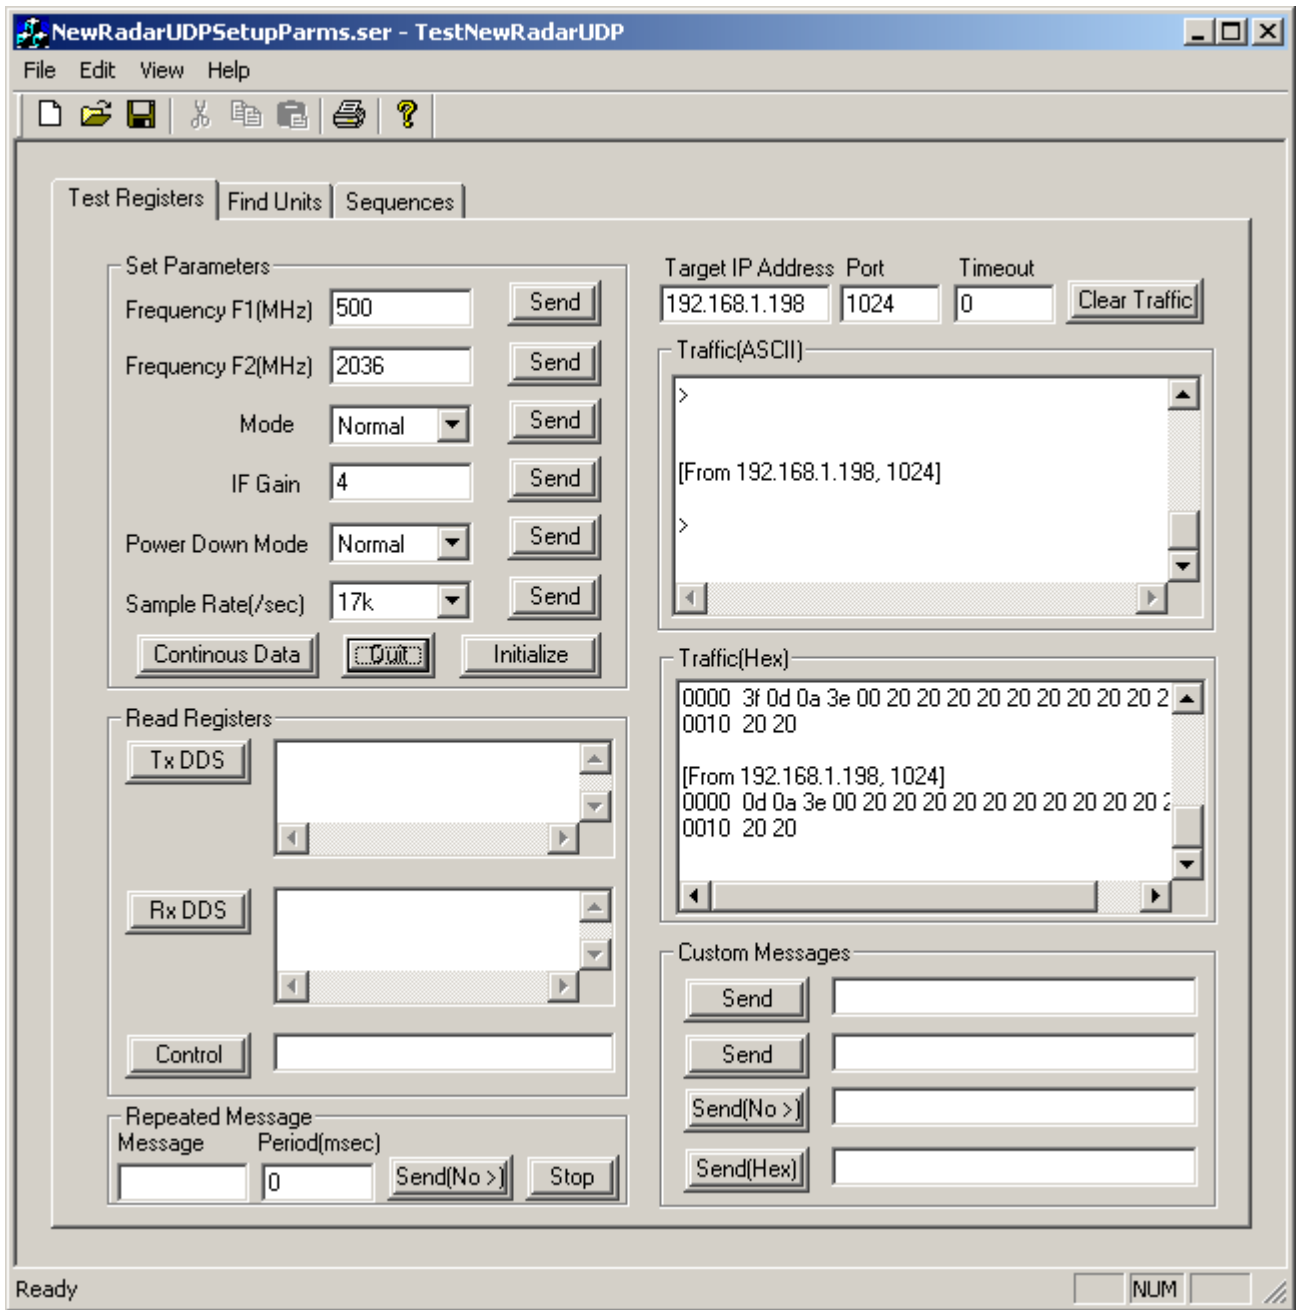 NewRadarUDPSetupParms.ser - TestNewRadarUDP
File Edit View Help
Test Registers Find Units Sequences
Set Parameters
Frequency F1(MHz) 500 Send
Frequency F2(MHz) 2036 Send
Mode Normal Send
IF Gain 4 Send
Power Down Mode Normal Send
Sample Rate(/sec) 17k Send
Continous Data Quit Initialize
Read Registers
Tx DDS
Rx DDS
Control
Repeated Message
Message Period(msec)
0 Send(No >) Stop
Target IP Address Port Timeout
192.168.1.198 1024 0 Clear Traffic
Traffic(ASCII)
>
[From 192.168.1.198, 1024]
>
Traffic(Hex)
0000 3f 0d 0a 3e 00 20 20 20 20 20 20 20 20 20 2
0010 20 20
[From 192.168.1.198, 1024]
0000 0d 0a 3e 00 20 20 20 20 20 20 20 20 20 20 2
0010 20 20
Custom Messages
Send
Send
Send(No >)
Send(Hex)
Ready NUM